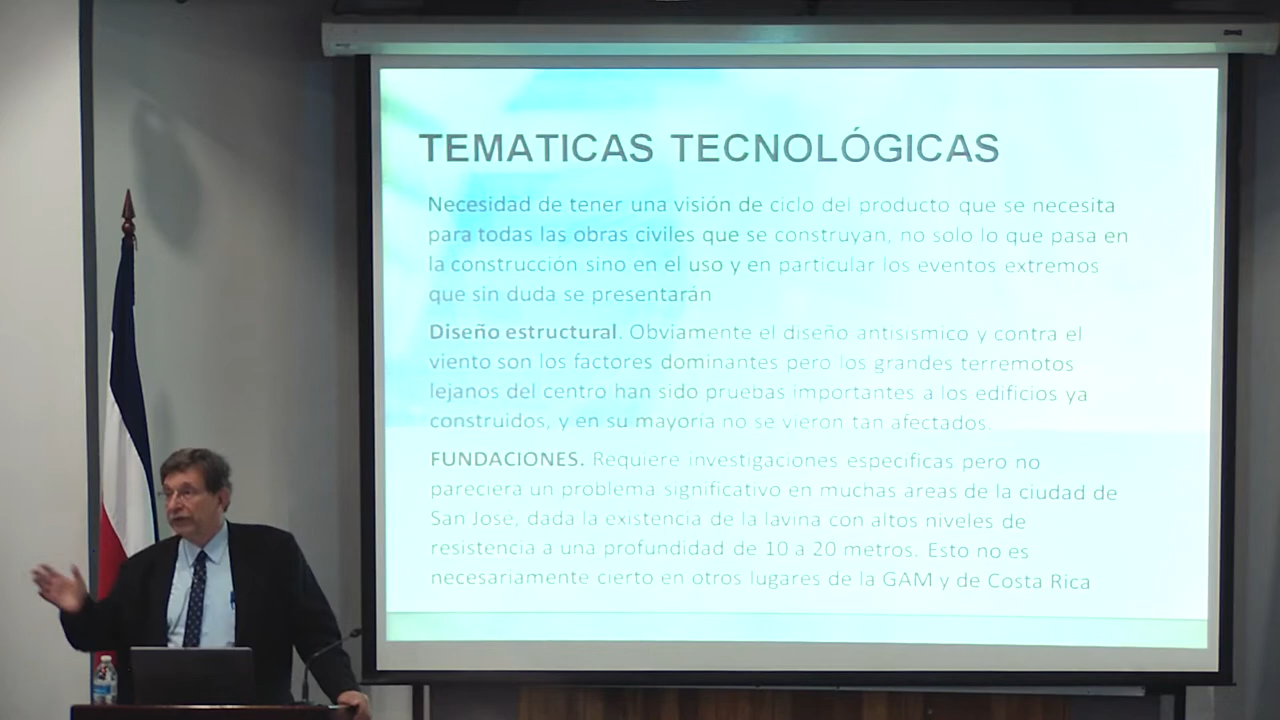 TEMATICAS TECNOLÓGICAS
Necesidad de tener una visión de ciclo del producto que se necesita
para todas las obras civiles que se construyan, no solo lo que pasa en
la construcción sino en el uso y en particular los eventos extremos
que sin duda se presentarán
Diseño estructural. Obviamente el diseño antisísmico y contra el
viento son los factores dominantes pero los grandes terremotos
lejanos del centro han sido pruebas importantes a los edificios ya
construidos, y en su mayoría no se vieron tan afectados.
FUNDACIONES. Requiere investigaciones especificas pero no
pareciera un problema significativo en muchas areas de la ciudad de
San Jose, dada la existencia de la lavina con altos niveles de
resistencia a una profundidad de 10 a 20 metros. Esto no es
necesariamente cierto en otros lugares de la GAM y de Costa Rica